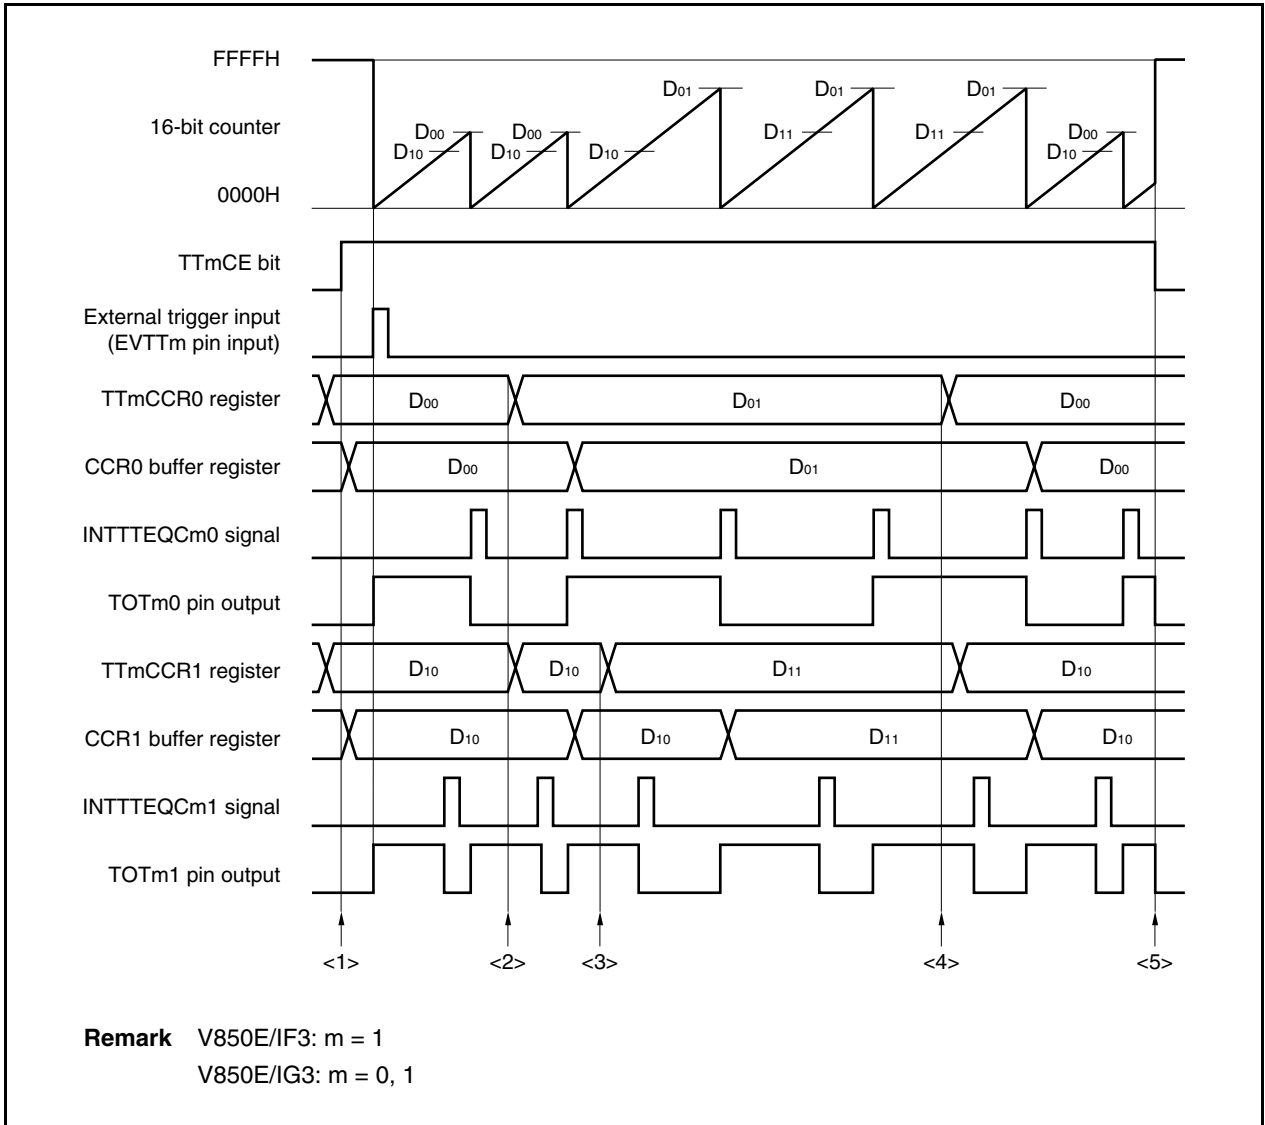 FFFFH
16-bit counter
0000H
D00 D00 D01 D01 D01 D00
D10 D10 D10 D11 D11 D10
TTmCE bit
External trigger input
(EVTTm pin input)
TTmCCR0 register D00 D01 D00
CCR0 buffer register D00 D01 D00
INTTTEQCm0 signal
TOTm0 pin output
TTmCCR1 register D10 D10 D11 D10
CCR1 buffer register D10 D10 D11 D10
INTTTEQCm1 signal
TOTm1 pin output
<1> <2> <3> <4> <5>
Remark V850E/IF3: m = 1
V850E/IG3: m = 0, 1